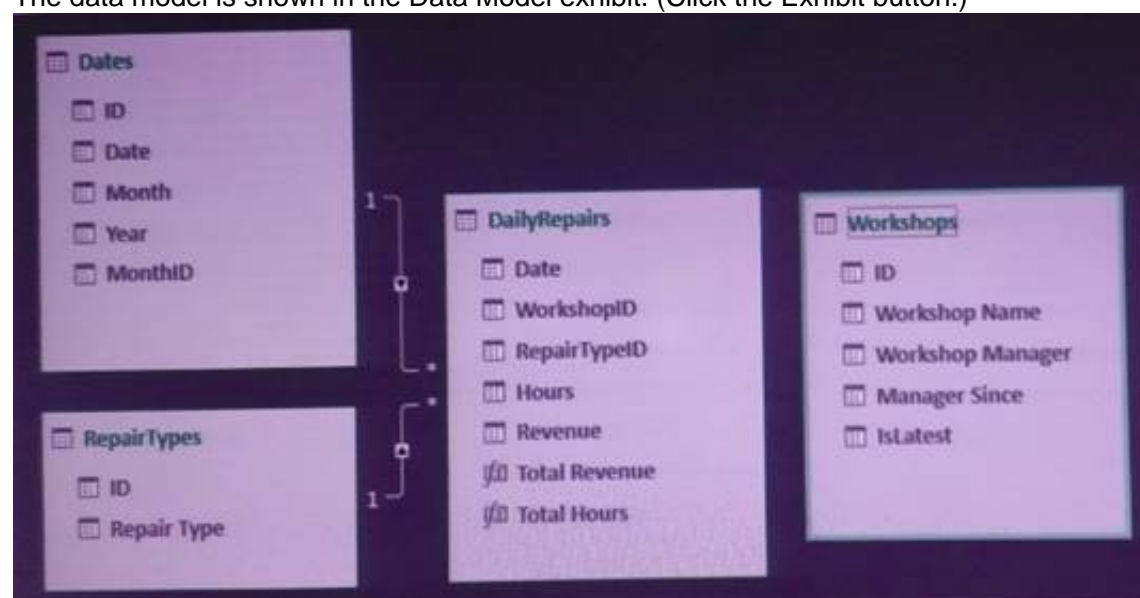 The data model is shown in the Data Model exhibit. (Click the Exhibit button.)
Dates
ID
Date
Month
Year
MonthID
1
*
DailyRepairs
Date
WorkshopID
RepairTypeID
Hours
Revenue
Total Revenue
Total Hours
Workshops
ID
Workshop Name
Workshop Manager
Manager Since
IsLatest
RepairTypes
ID
Repair Type
1
*